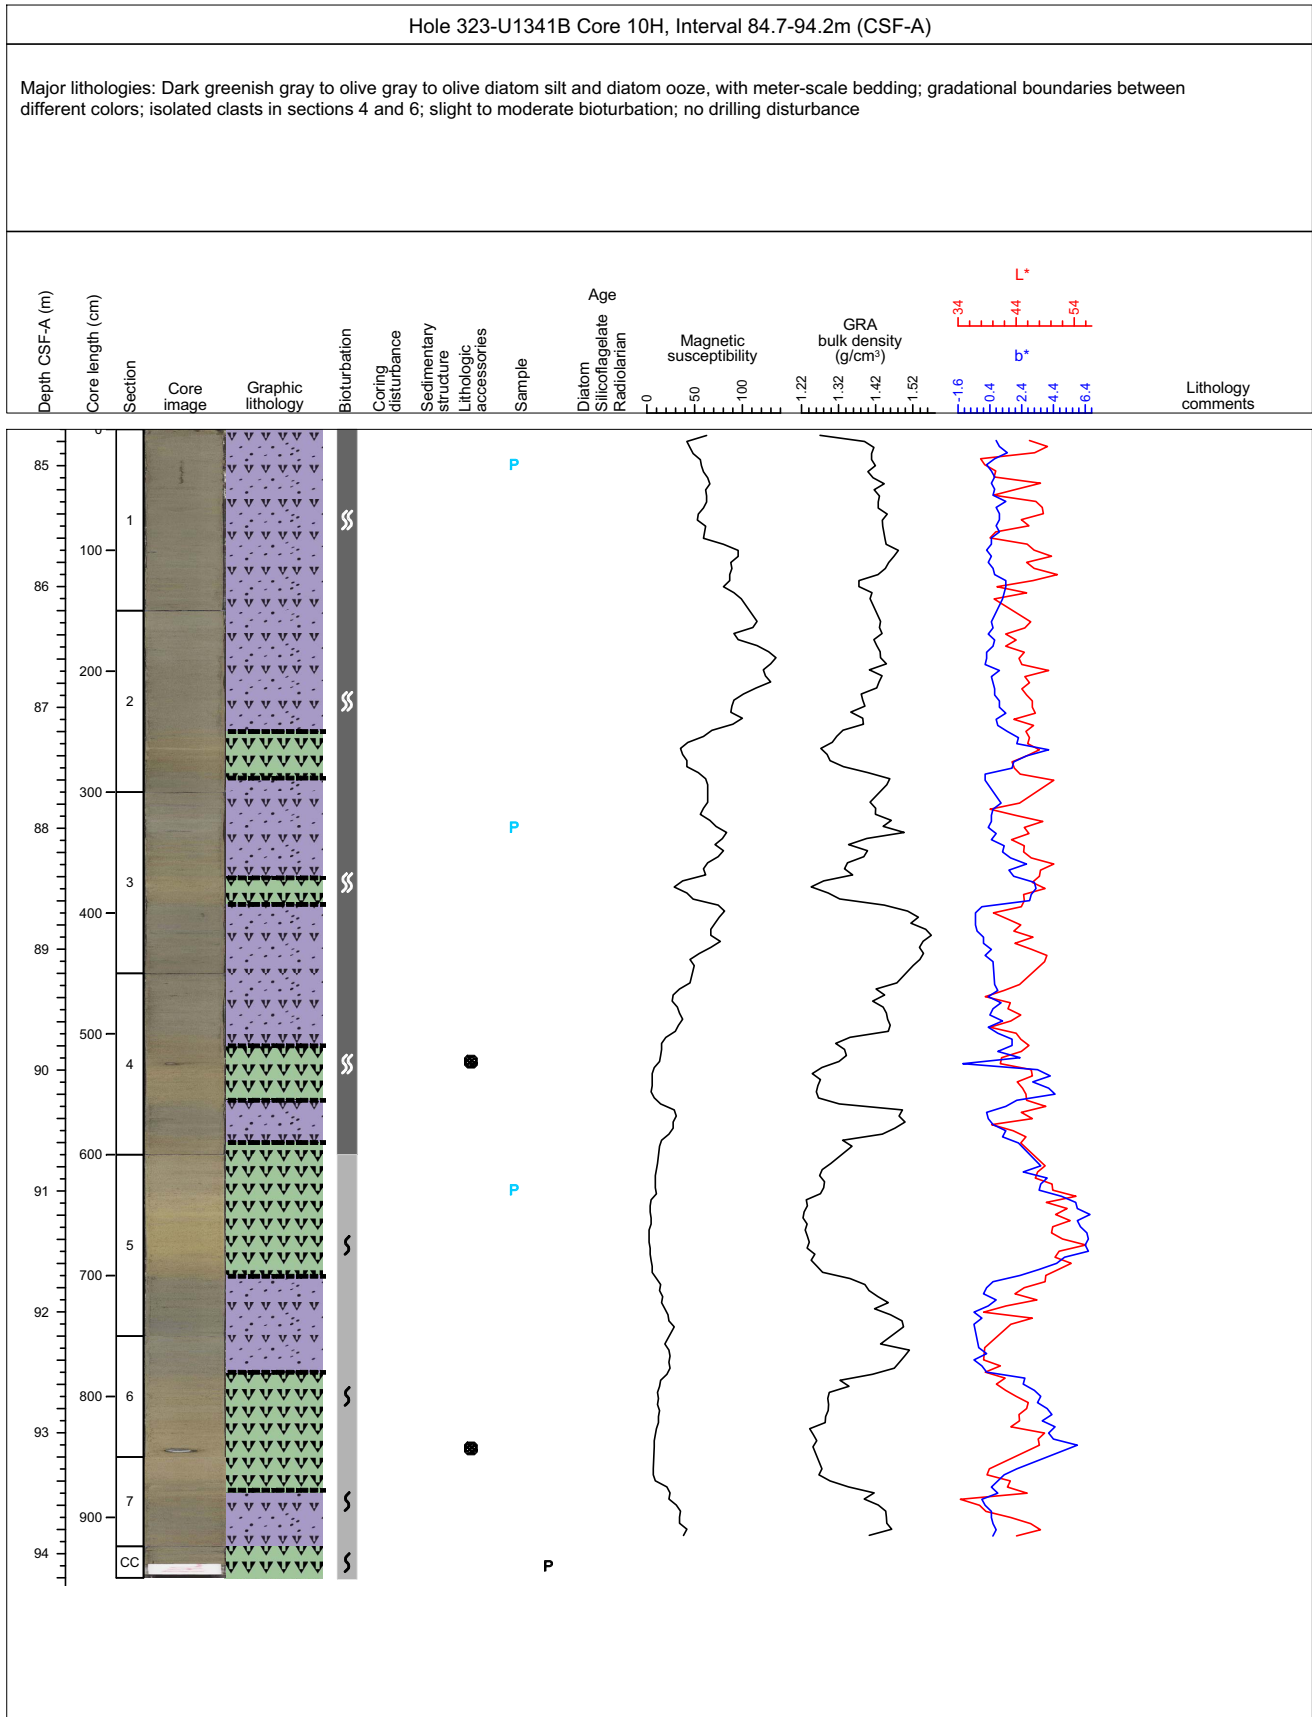 Hole 323-U1341B Core 10H, Interval 84.7-94.2m (CSF-A)
Major lithologies: Dark greenish gray to olive gray to olive diatom silt and diatom ooze, with meter-scale bedding; gradational boundaries between
different colors; isolated clasts in sections 4 and 6; slight to moderate bioturbation; no drilling disturbance
Depth CSF-A (m)
Core length (cm)
Section
Core
image
Graphic
lithology
Bioturbation
Coring
disturbance
Sedimentary
structure
Lithologic
accessories
Sample
Age
Diatom
Silicoflagelate
Radiolarian
Magnetic
susceptibility
0 50 100
GRA
bulk density
(g/cm³)
1.22 1.32 1.42 1.52
L*
34 44 54
b*
-1.6 0.4 2.4 4.4 6.4
Lithology
comments
0
85 P
1
100
86
200
2
87
300
88 P
3
400
89
500
4
90
600
91 P
5
700
92
800
6
93
7
900
94 CC P